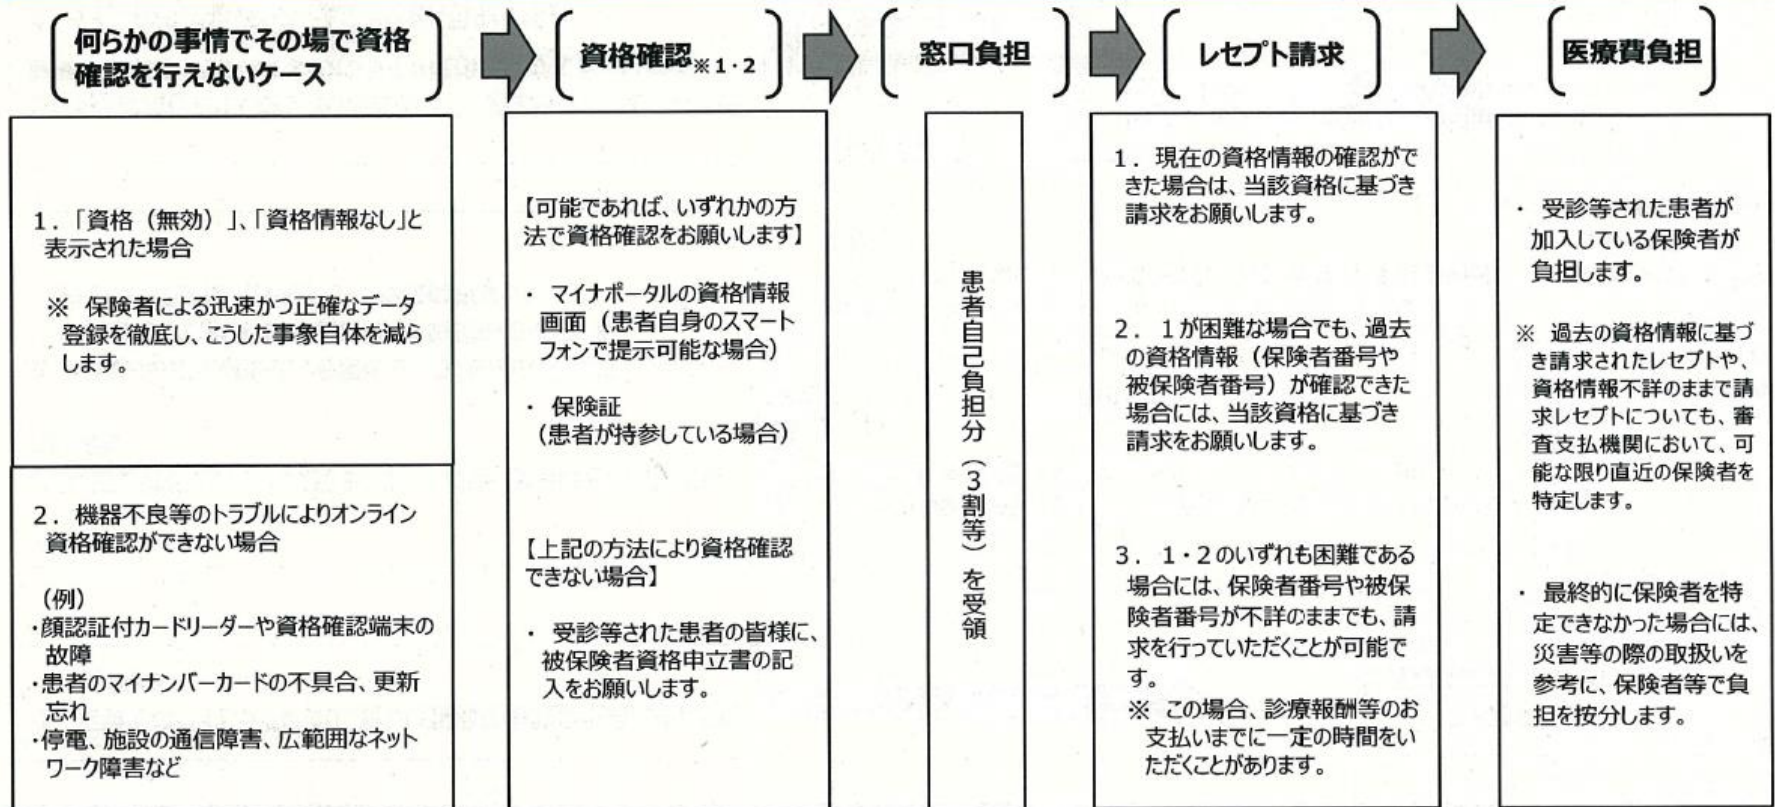 何らかの事情でその場で資格
確認を行えないケース
資格確認※1・2
窓口負担
レセプト請求
医療費負担
1．「資格（無効）」、「資格情報なし」と
表示された場合
※ 保険者による迅速かつ正確なデータ
登録を徹底し、こうした事象自体を減ら
します。
2．機器不良等のトラブルによりオンライン
資格確認ができない場合
（例）
・顔認証付カードリーダーや資格確認端末の
故障
・患者のマイナンバーカードの不具合、更新
忘れ
・停電、施設の通信障害、広範囲なネット
ワーク障害など
【可能であれば、いずれかの方
法で資格確認をお願いします】
・ マイナポータルの資格情報
画面（患者自身のスマート
フォンで提示可能な場合）
・ 保険証
（患者が持参している場合）
【上記の方法により資格確認
できない場合】
・ 受診等された患者の皆様に、
被保険者資格申立書の記
入をお願いします。
患者自己負担分（3割等）を受領
1．現在の資格情報の確認がで
きた場合は、当該資格に基づき
請求をお願いします。
2．1が困難な場合でも、過去
の資格情報（保険者番号や
被保険者番号）が確認できた
場合には、当該資格に基づき
請求をお願いします。
3．1・2のいずれも困難である
場合には、保険者番号や被保
険者番号が不詳のままでも、請
求を行っていただくことが可能で
す。
※ この場合、診療報酬等のお
支払いまでに一定の時間をい
ただくことがあります。
・ 受診等された患者が
加入している保険者が
負担します。
※ 過去の資格情報に基づ
き請求されたレセプトや、
資格情報不詳のままで請
求レセプトについても、審
査支払機関において、可
能な限り直近の保険者を
特定します。
・ 最終的に保険者を特
定できなかった場合には、
災害等の際の取扱いを
参考に、保険者等で負
担を按分します。